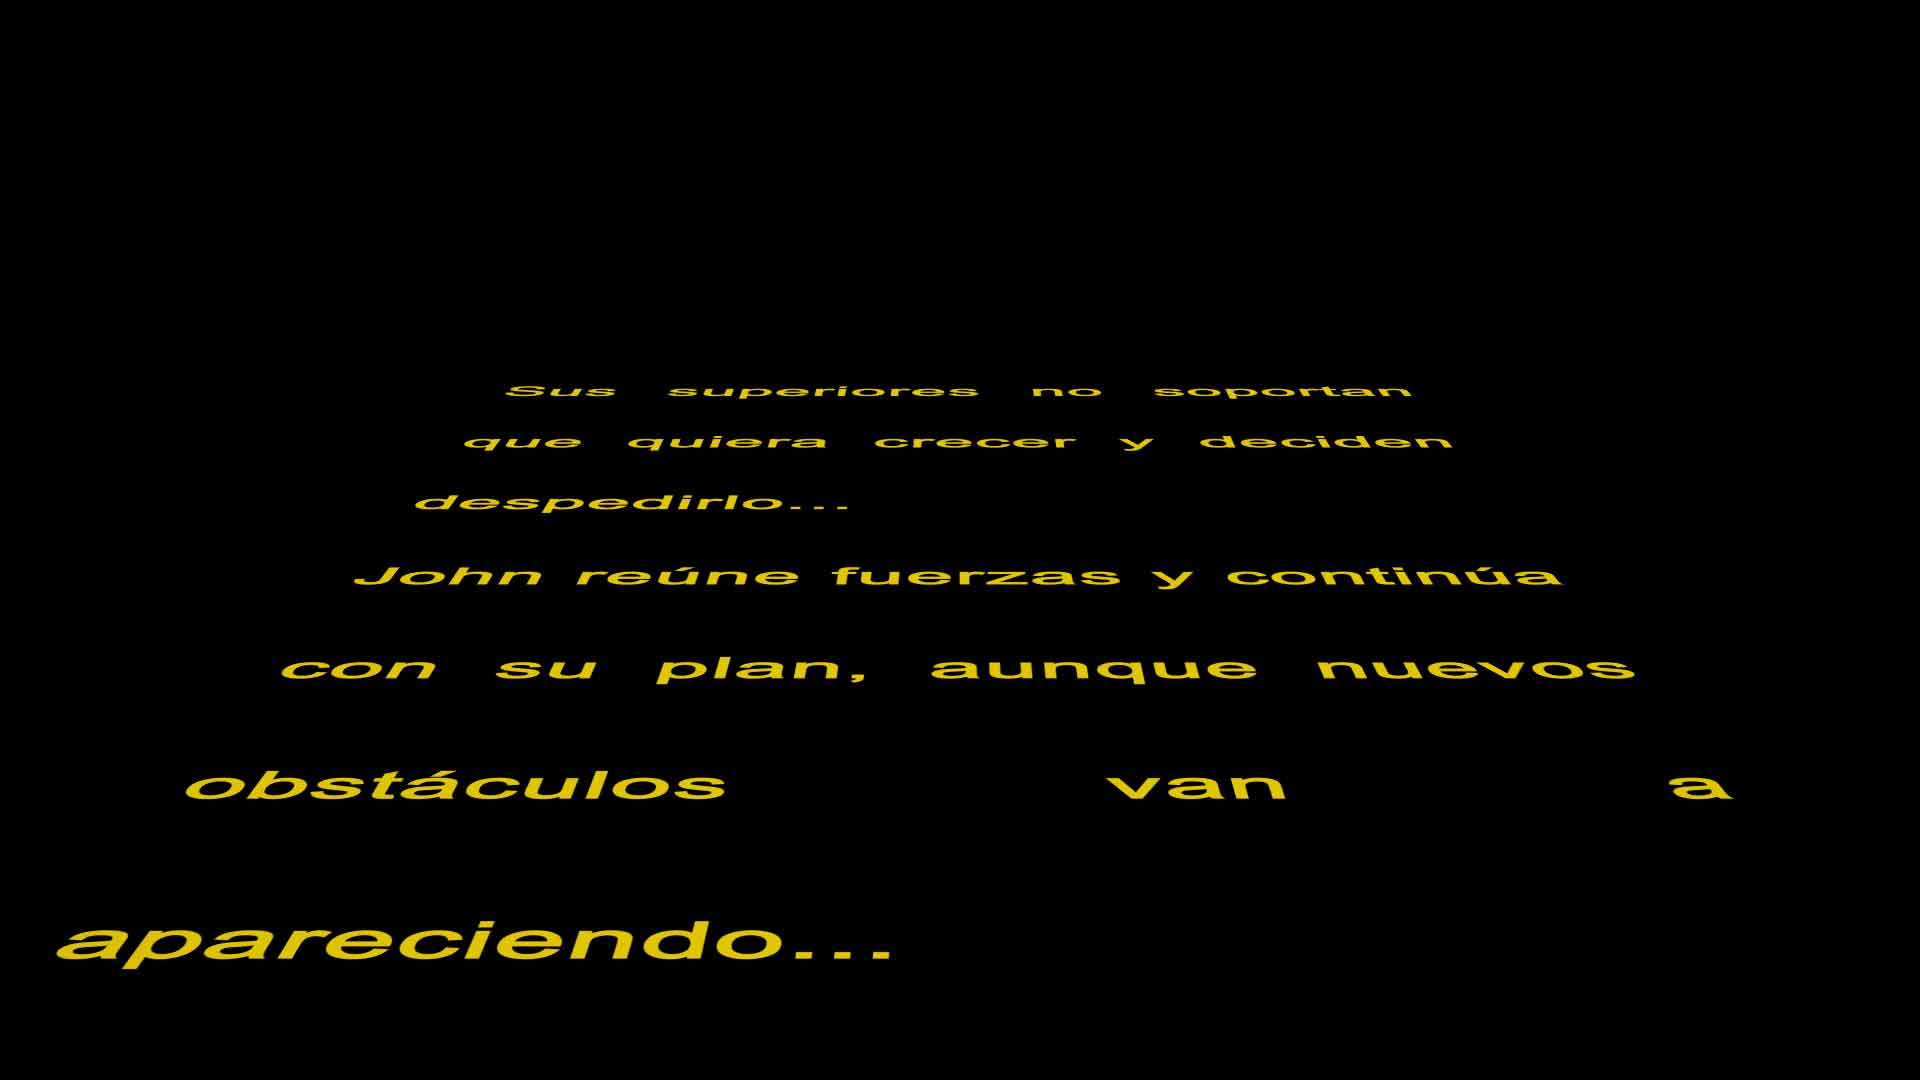 Sus superiores no soportan
que quiera crecer y deciden
despedirlo...
John reúne fuerzas y continúa
con su plan, aunque nuevos
obstáculos van a
apareciendo...